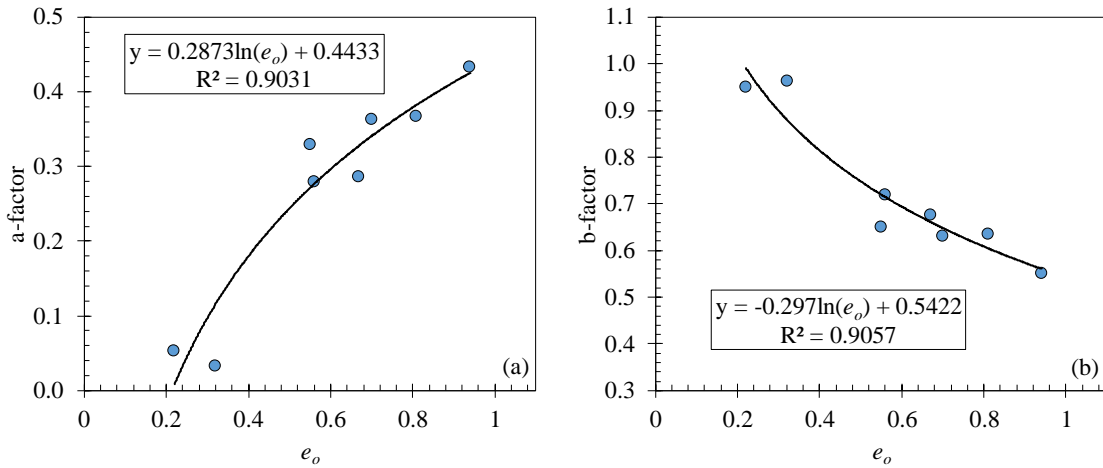 0.5
0.4
0.3
0.2
0.1
0.0
a-factor
y = 0.2873ln(eₒ) + 0.4433
R² = 0.9031
(a)
0
0.2
0.4
0.6
0.8
1
eₒ
1.1
1.0
0.9
0.8
0.7
0.6
0.5
0.4
0.3
b-factor
y = -0.297ln(eₒ) + 0.5422
R² = 0.9057
(b)
0
0.2
0.4
0.6
0.8
1
eₒ